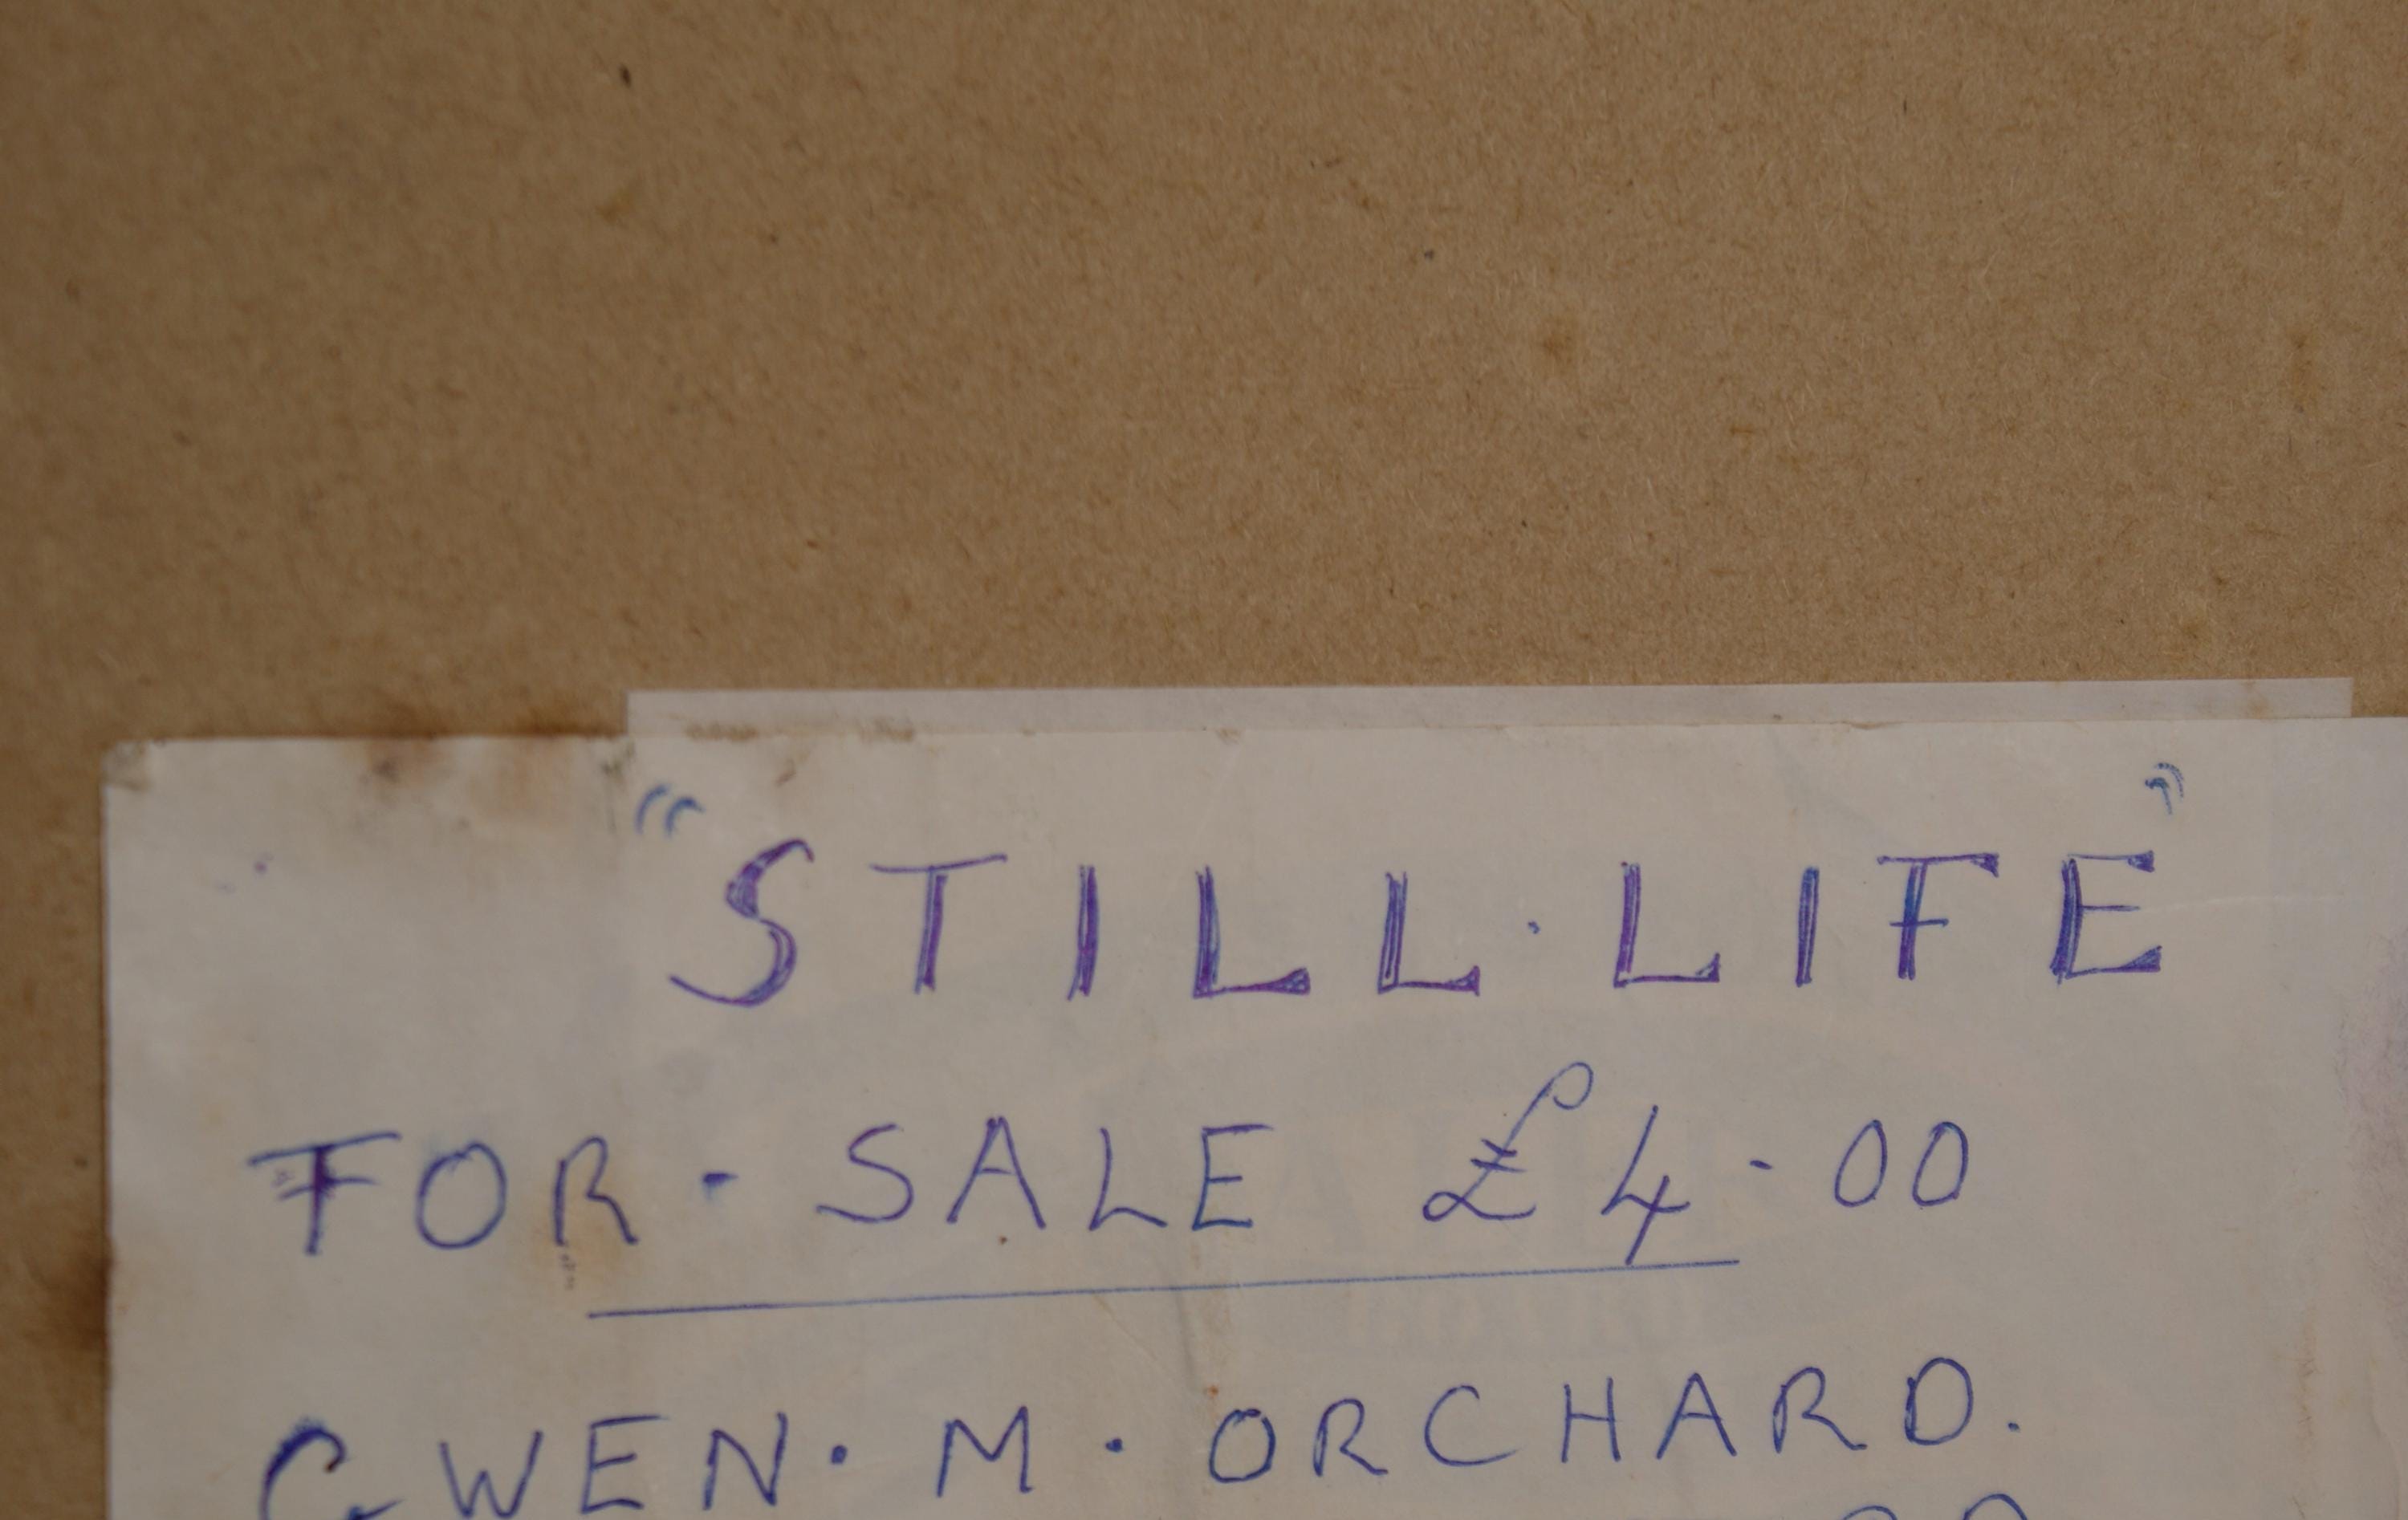 "STILL·LIFE"
FOR - SALE £4-00
GWEN. M. ORCHARD.